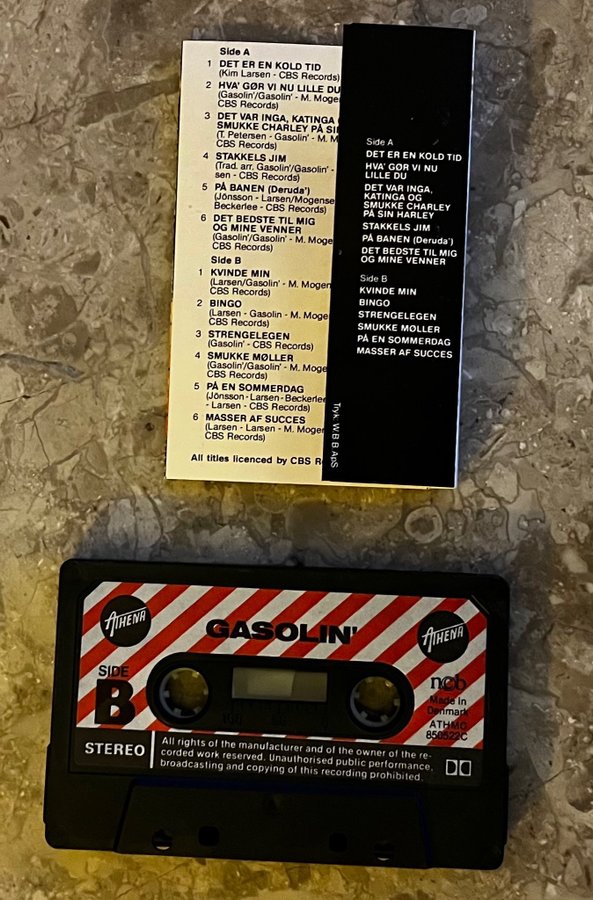 Side A
1 DET ER EN KOLD TID
(Kim Larsen - CBS Records)
2 HVA' GØR VI NU LILLE DU
(Gasolin'/Gasolin' - M. Moge
CBS Records)
3 DET VAR INGA, KATINGA
SMUKKE CHARLEY PÅ SI
(T. Petersen - Gasolin' - M. M
CBS Records)
4 STAKKELS JIM
(Trad. arr. Gasolin'/Gasolin' -
sen - CBS Records)
5 PÅ BANEN (Deruda')
(Jönsson - Larsen/Mogense
Beckerlee - CBS Records)
6 DET BEDSTE TIL MIG
OG MINE VENNER
(Gasolin'/Gasolin' - M. Moge
CBS Records)
Side B
1 KVINDE MIN
(Larsen/Gasolin' - M. Mogen
CBS Records)
2 BINGO
(Larsen - Gasolin - M. Moge
Larsen - CBS Records)
3 STRENGELEGEN
(Gasolin' - CBS Records)
4 SMUKKE MØLLER
(Gasolin'/Gasolin' - M. Moge
CBS Records)
5 PÅ EN SOMMERDAG
(Jönsson - Larsen - Beckerlee
- Larsen - CBS Records)
6 MASSER AF SUCCES
(Larsen - Larsen - M. Moger
Larsen - CBS Records)
All titles licenced by CBS R
Side A
DET ER EN KOLD TID
HVA' GØR VI NU
LILLE DU
DET VAR INGA,
KATINGA OG
SMUKKE CHARLEY
PÅ SIN HARLEY
STAKKELS JIM
PÅ BANEN (Deruda')
DET BEDSTE TIL MIG
OG MINE VENNER
Side B
KVINDE MIN
BINGO
STRENGELEGEN
SMUKKE MØLLER
PÅ EN SOMMERDAG
MASSER AF SUCCES
Tryk: W.B.B. ApS
ATHENA
GASOLIN'
ATHENA
SIDE
B
ncb
Made in
Denmark
ATHMC
850522C
100
STEREO
All rights of the manufacturer and of the owner of the re-
corded work reserved. Unauthorised public performance,
broadcasting and copying of this recording prohibited.